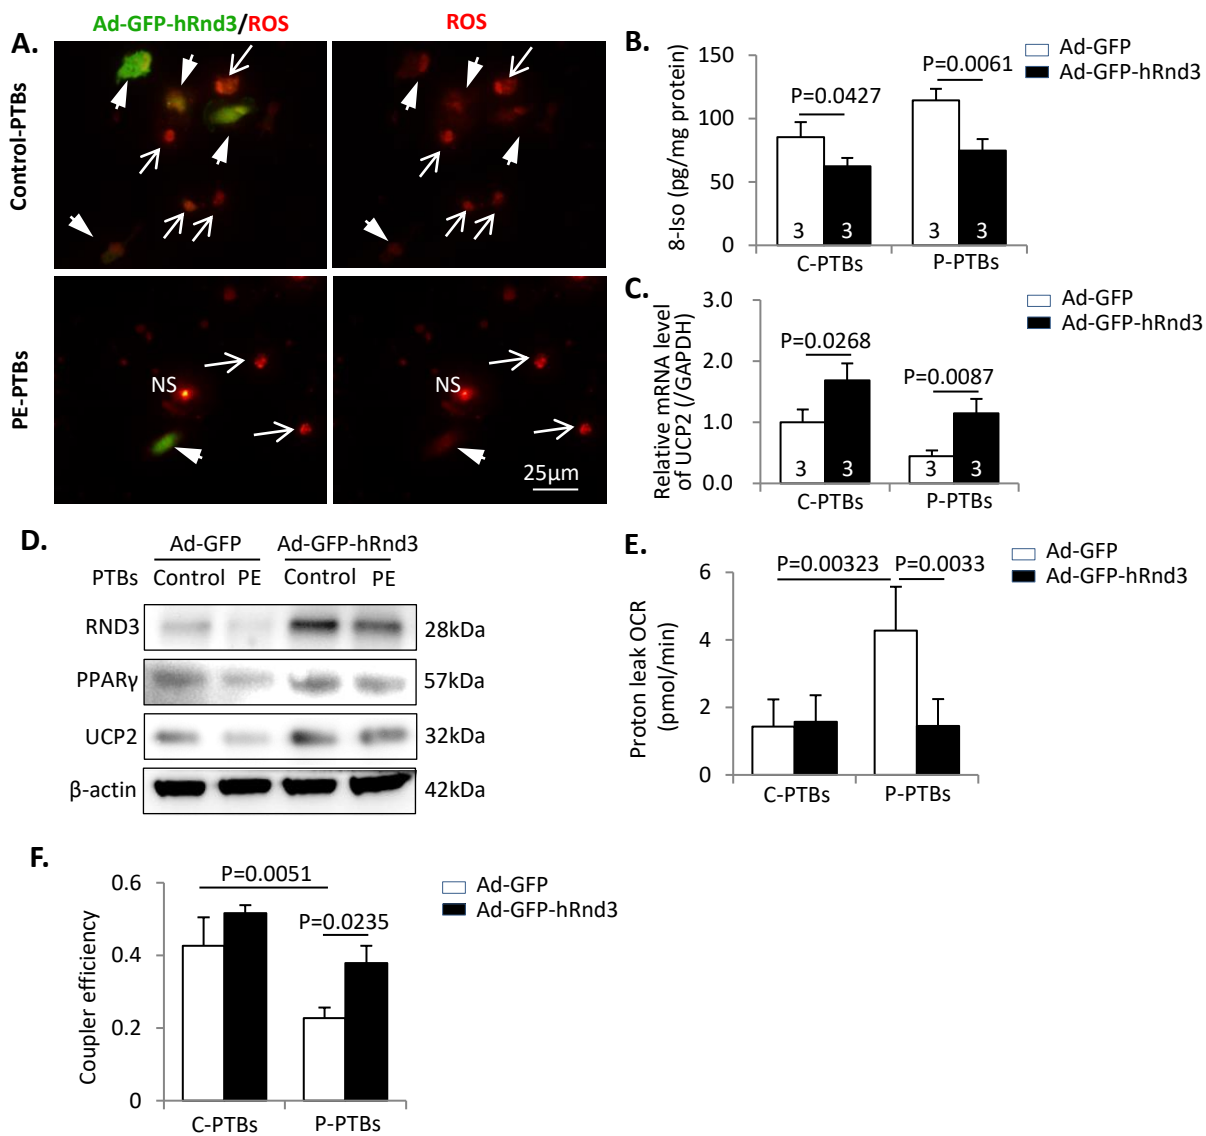 Ad-GFP-hRnd3/ROS
ROS
A.
Control-PTBs
PE-PTBs
NS
NS
25μm
B.
Ad-GFP
Ad-GFP-hRnd3
8-Iso (pg/mg protein)
150
100
50
0
P=0.0427
P=0.0061
3
3
3
3
C-PTBs
P-PTBs
C.
Ad-GFP
Ad-GFP-hRnd3
Relative mRNA level
of UCP2 (/GAPDH)
3.0
2.0
1.0
0.0
P=0.0268
P=0.0087
3
3
3
3
C-PTBs
P-PTBs
D.
Ad-GFP
Ad-GFP-hRnd3
PTBs
Control
PE
Control
PE
RND3
28kDa
PPARγ
57kDa
UCP2
32kDa
β-actin
42kDa
E.
Ad-GFP
Ad-GFP-hRnd3
Proton leak OCR
(pmol/min)
6
4
2
0
P=0.00323
P=0.0033
C-PTBs
P-PTBs
F.
Ad-GFP
Ad-GFP-hRnd3
Coupler efficiency
0.6
0.4
0.2
0
P=0.0051
P=0.0235
C-PTBs
P-PTBs